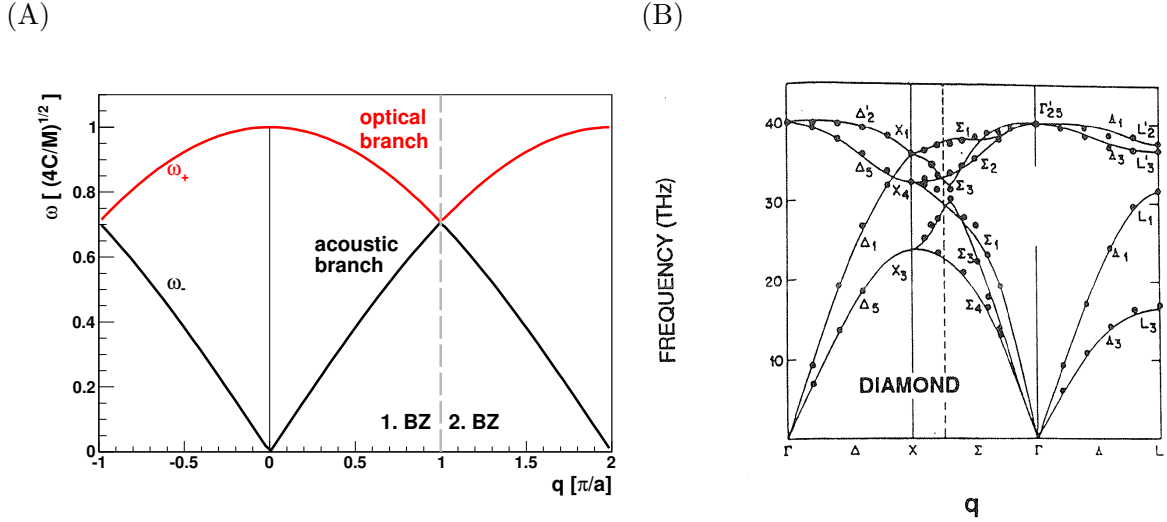 (A)
ω [ (4C/M)^1/2 ]
1
0.8
0.6
0.4
0.2
0
-1
-0.5
0
0.5
1
1.5
2
q [π/a]
optical
branch
ω+
acoustic
branch
ω-
1. BZ
2. BZ
(B)
FREQUENCY (THz)
40
30
20
10
Δ'2
X1
Σ1
Γ'25
Λ1
L'2
Δ5
X4
Σ2
Λ3
L'3
Σ3
Δ1
Σ1
L1
X3
Σ3
Λ1
Δ5
Σ4
Λ3
L3
DIAMOND
Γ
Δ
X
Σ
Γ
Λ
L
q